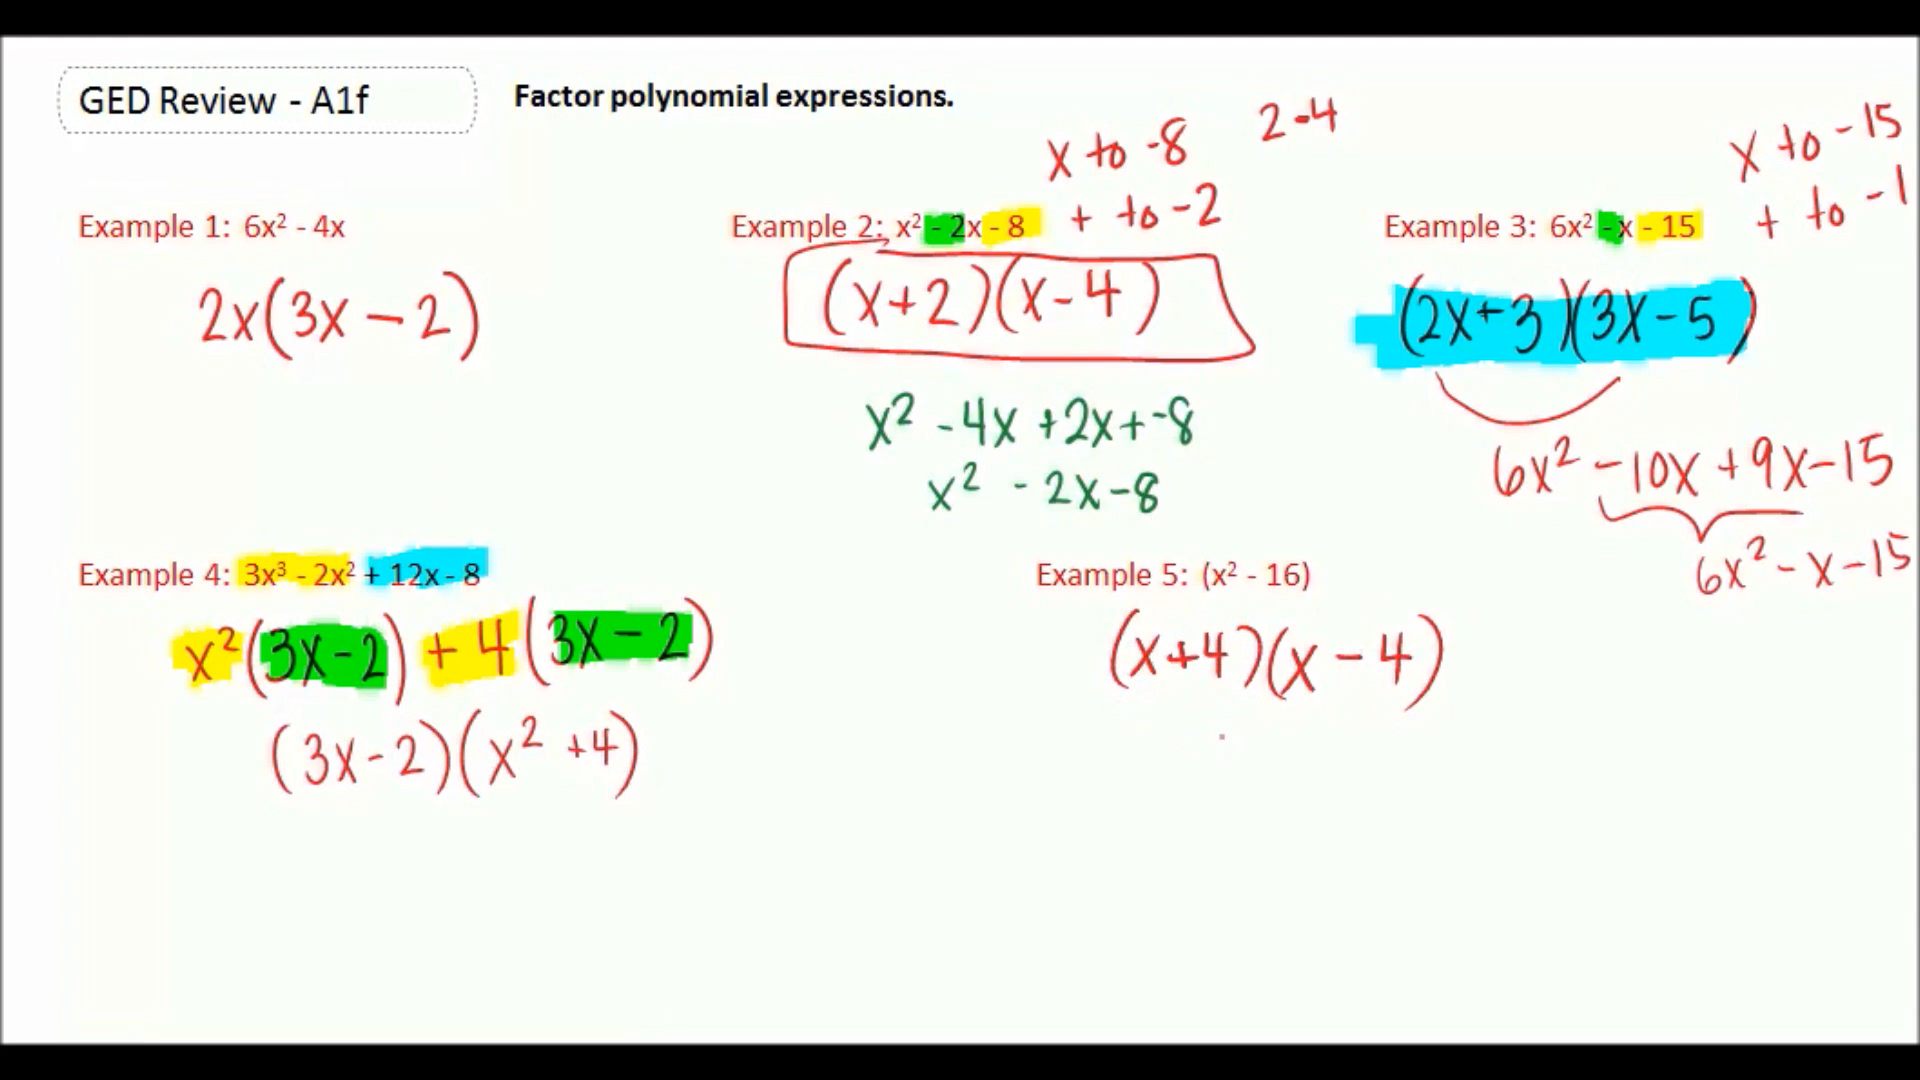 GED Review - A1f
Factor polynomial expressions.
Example 1: 6x² - 4x
2x(3x - 2)
x to -8
2 -4
+ to -2
Example 2: x² - 2x - 8
(x+2)(x-4)
x² - 4x + 2x + -8
x² - 2x - 8
x to -15
+ to -1
Example 3: 6x² - x - 15
(2x+3)(3x-5)
6x² - 10x + 9x - 15
6x² - x - 15
Example 4: 3x³ - 2x² + 12x - 8
x²(3x-2) + 4(3x-2)
(3x-2)(x² +4)
Example 5: (x² - 16)
(x+4)(x-4)